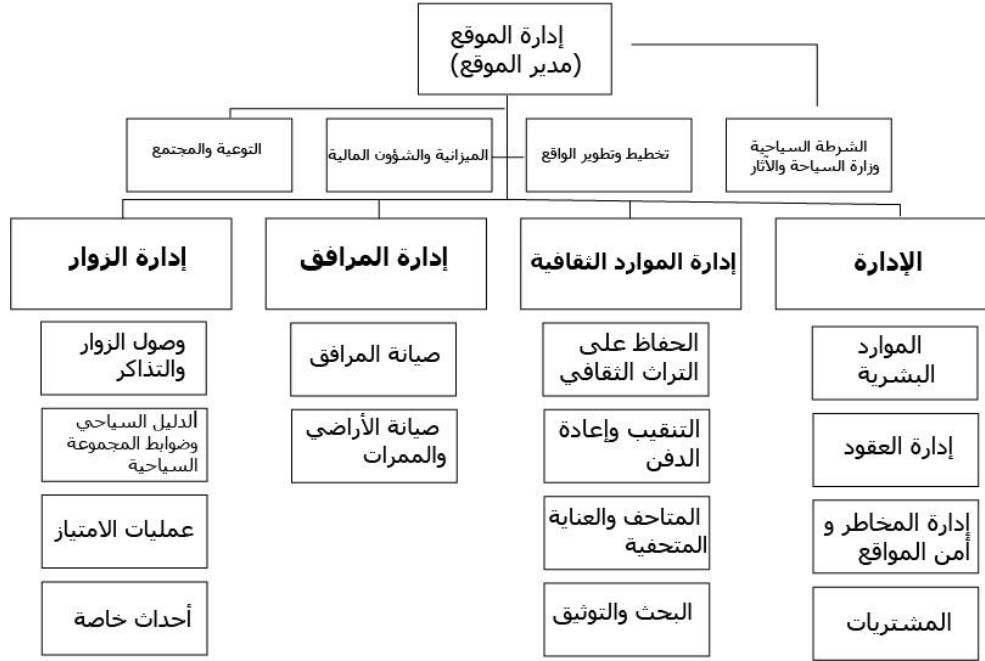 إدارة الموقع
(مدير الموقع)
الشرطة السياحية
وزارة السياحة والآثار
تخطيط وتطوير الواقع
الميزانية والشؤون المالية
التوعية والمجتمع
الإدارة
إدارة الموارد الثقافية
إدارة المرافق
إدارة الزوار
الموارد
البشرية
إدارة العقود
إدارة المخاطر و
أمن المواقع
المشتريات
الحفاظ على
التراث الثقافي
التنقيب وإعادة
الدفن
المتاحف والعناية
المتحفية
البحث والتوثيق
صيانة المرافق
صيانة الأراضي
والممرات
وصول الزوار
والتذاكر
الدليل السياحي
وضوابط المجموعة
السياحية
عمليات الامتياز
أحداث خاصة